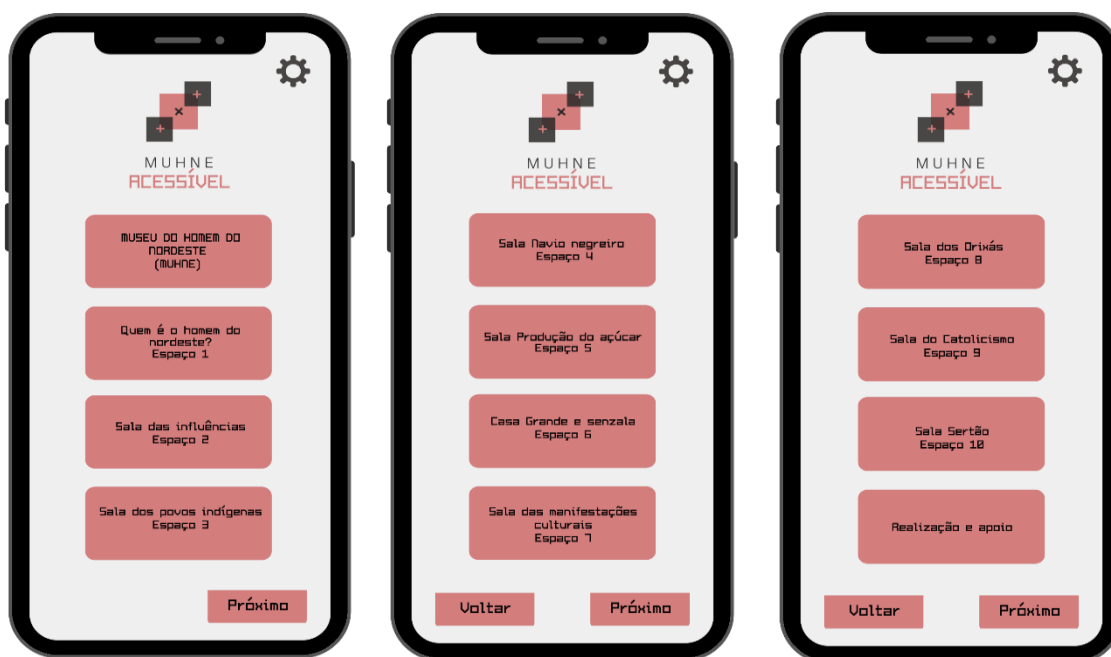 MUHNE
ACESSÍVEL
MUSEU DO HOMEM DO
NORDESTE
(MUHNE)
Quem é o homem do
nordeste?
Espaço 1
Sala das influências
Espaço 2
Sala dos povos indígenas
Espaço 3
Próximo
MUHNE
ACESSÍVEL
Sala Navio negreiro
Espaço 4
Sala Produção do açúcar
Espaço 5
Casa Grande e senzala
Espaço 6
Sala das manifestações
culturais
Espaço 7
Voltar
Próximo
MUHNE
ACESSÍVEL
Sala dos Orixás
Espaço 8
Sala do Catolicismo
Espaço 9
Sala Sertão
Espaço 10
Realização e apoio
Voltar
Próximo